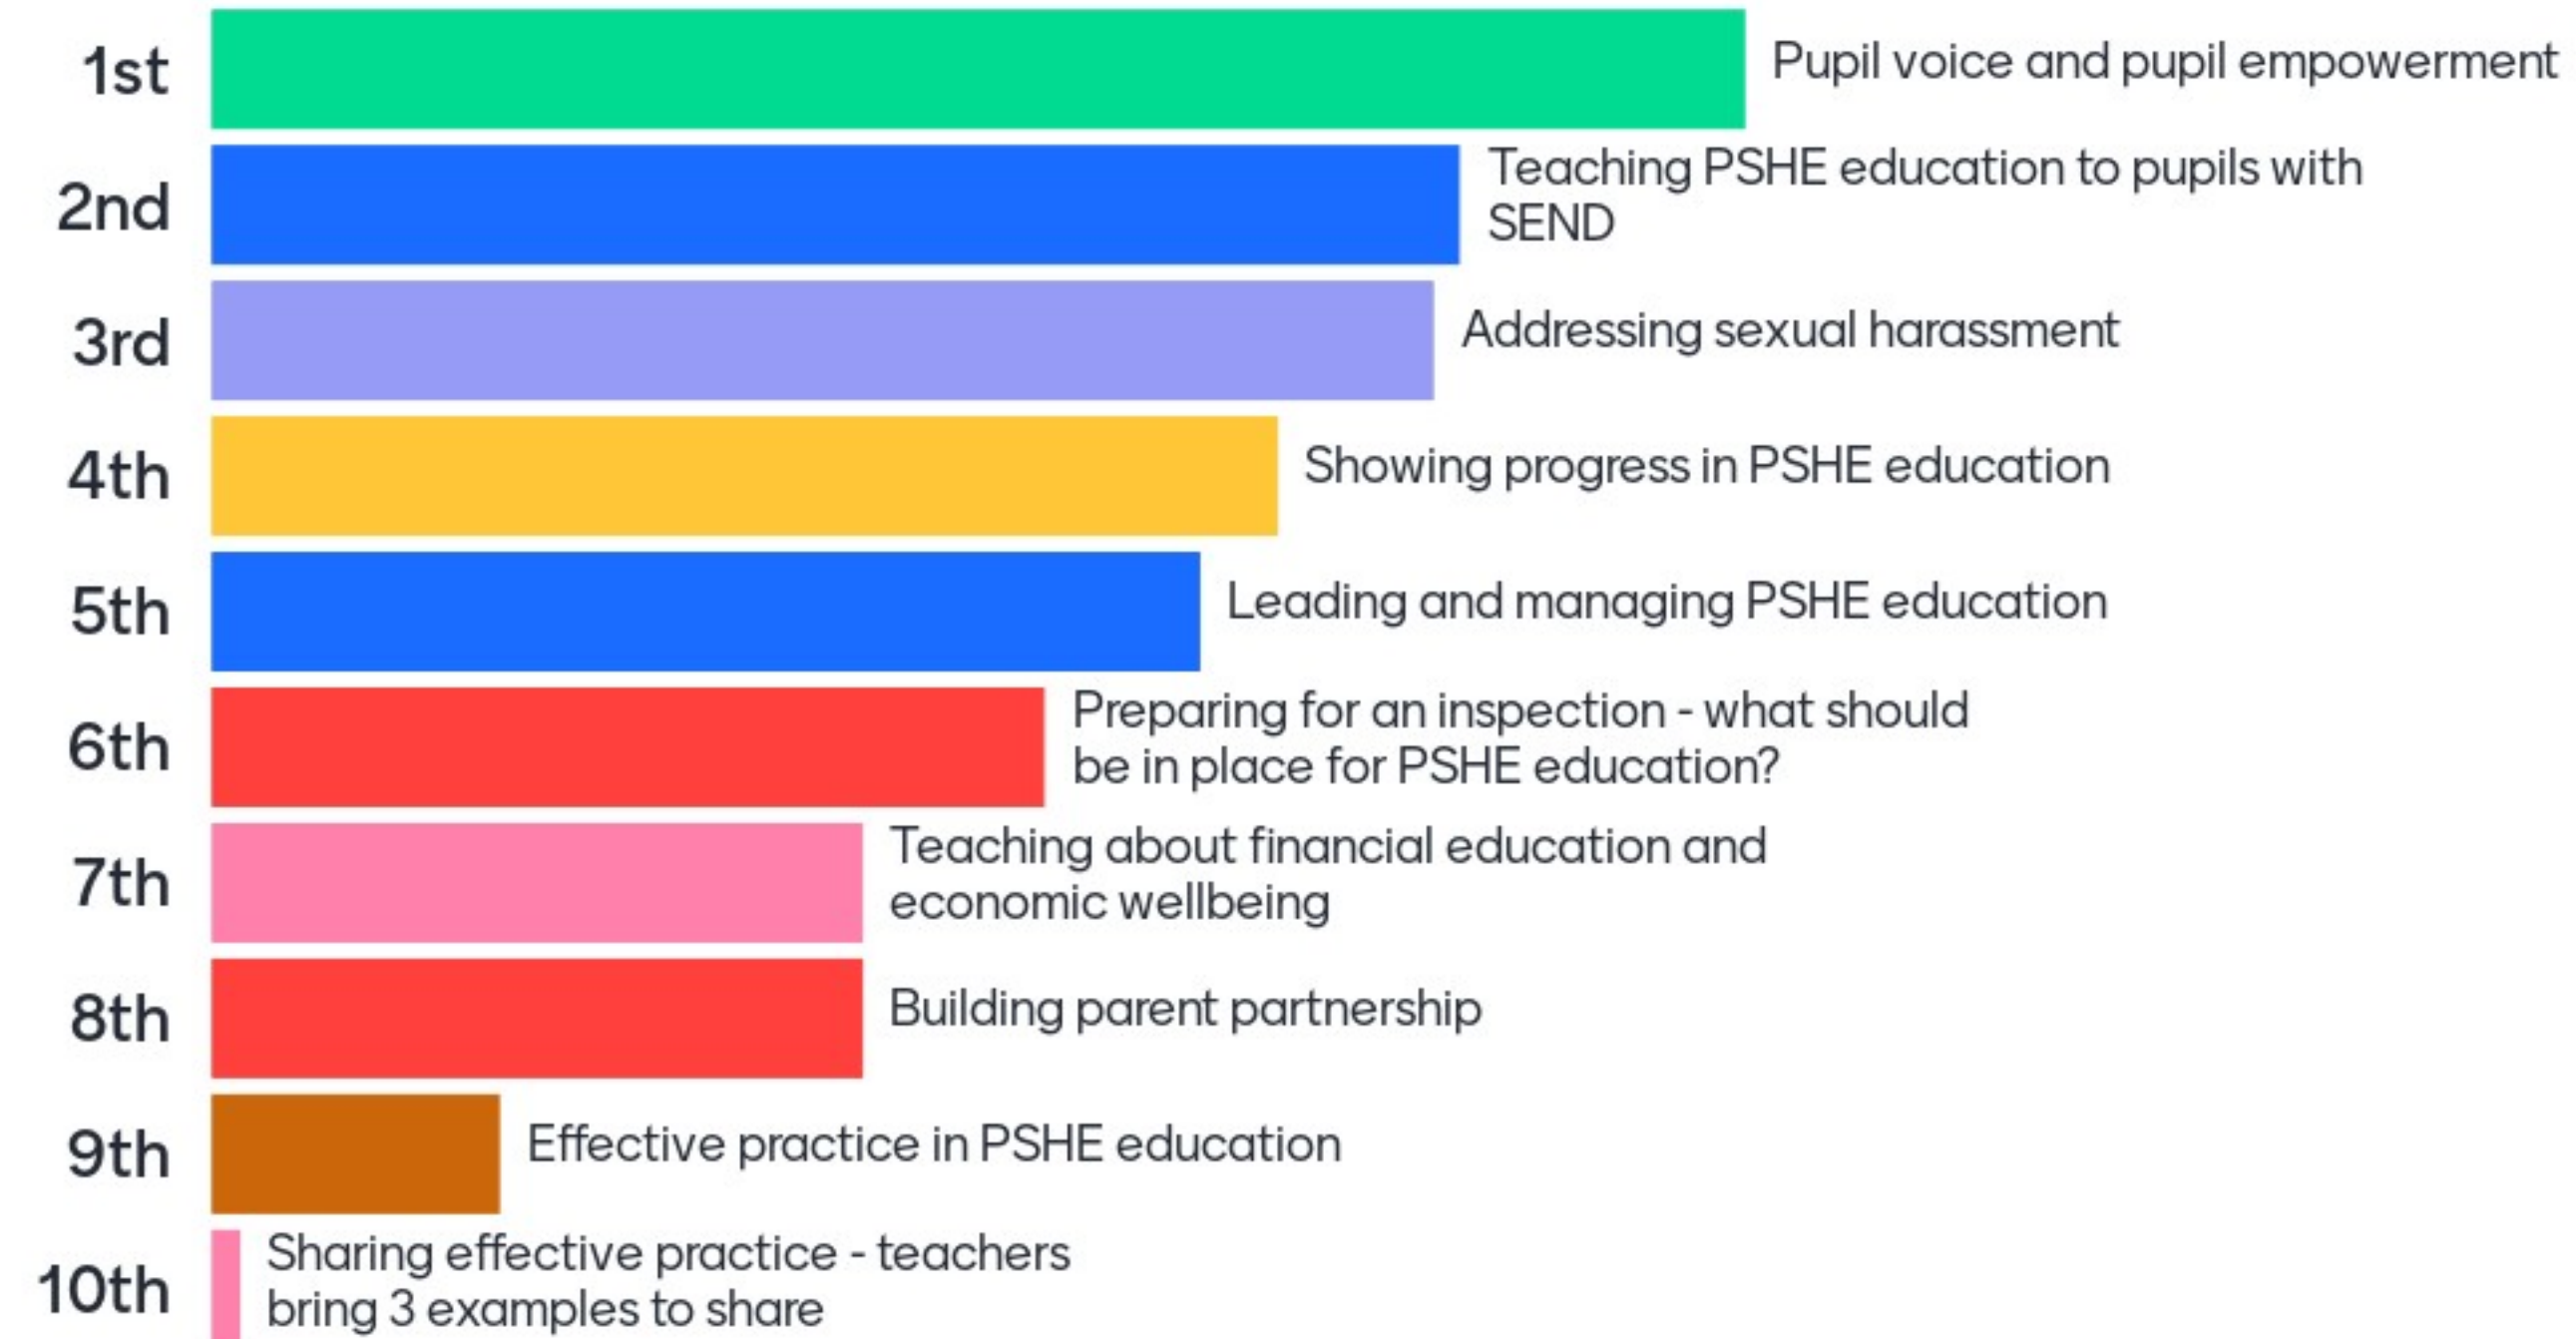 1st
Pupil voice and pupil empowerment
2nd
Teaching PSHE education to pupils with
SEND
3rd
Addressing sexual harassment
4th
Showing progress in PSHE education
5th
Leading and managing PSHE education
6th
Preparing for an inspection - what should
be in place for PSHE education?
7th
Teaching about financial education and
economic wellbeing
8th
Building parent partnership
9th
Effective practice in PSHE education
10th
Sharing effective practice - teachers
bring 3 examples to share